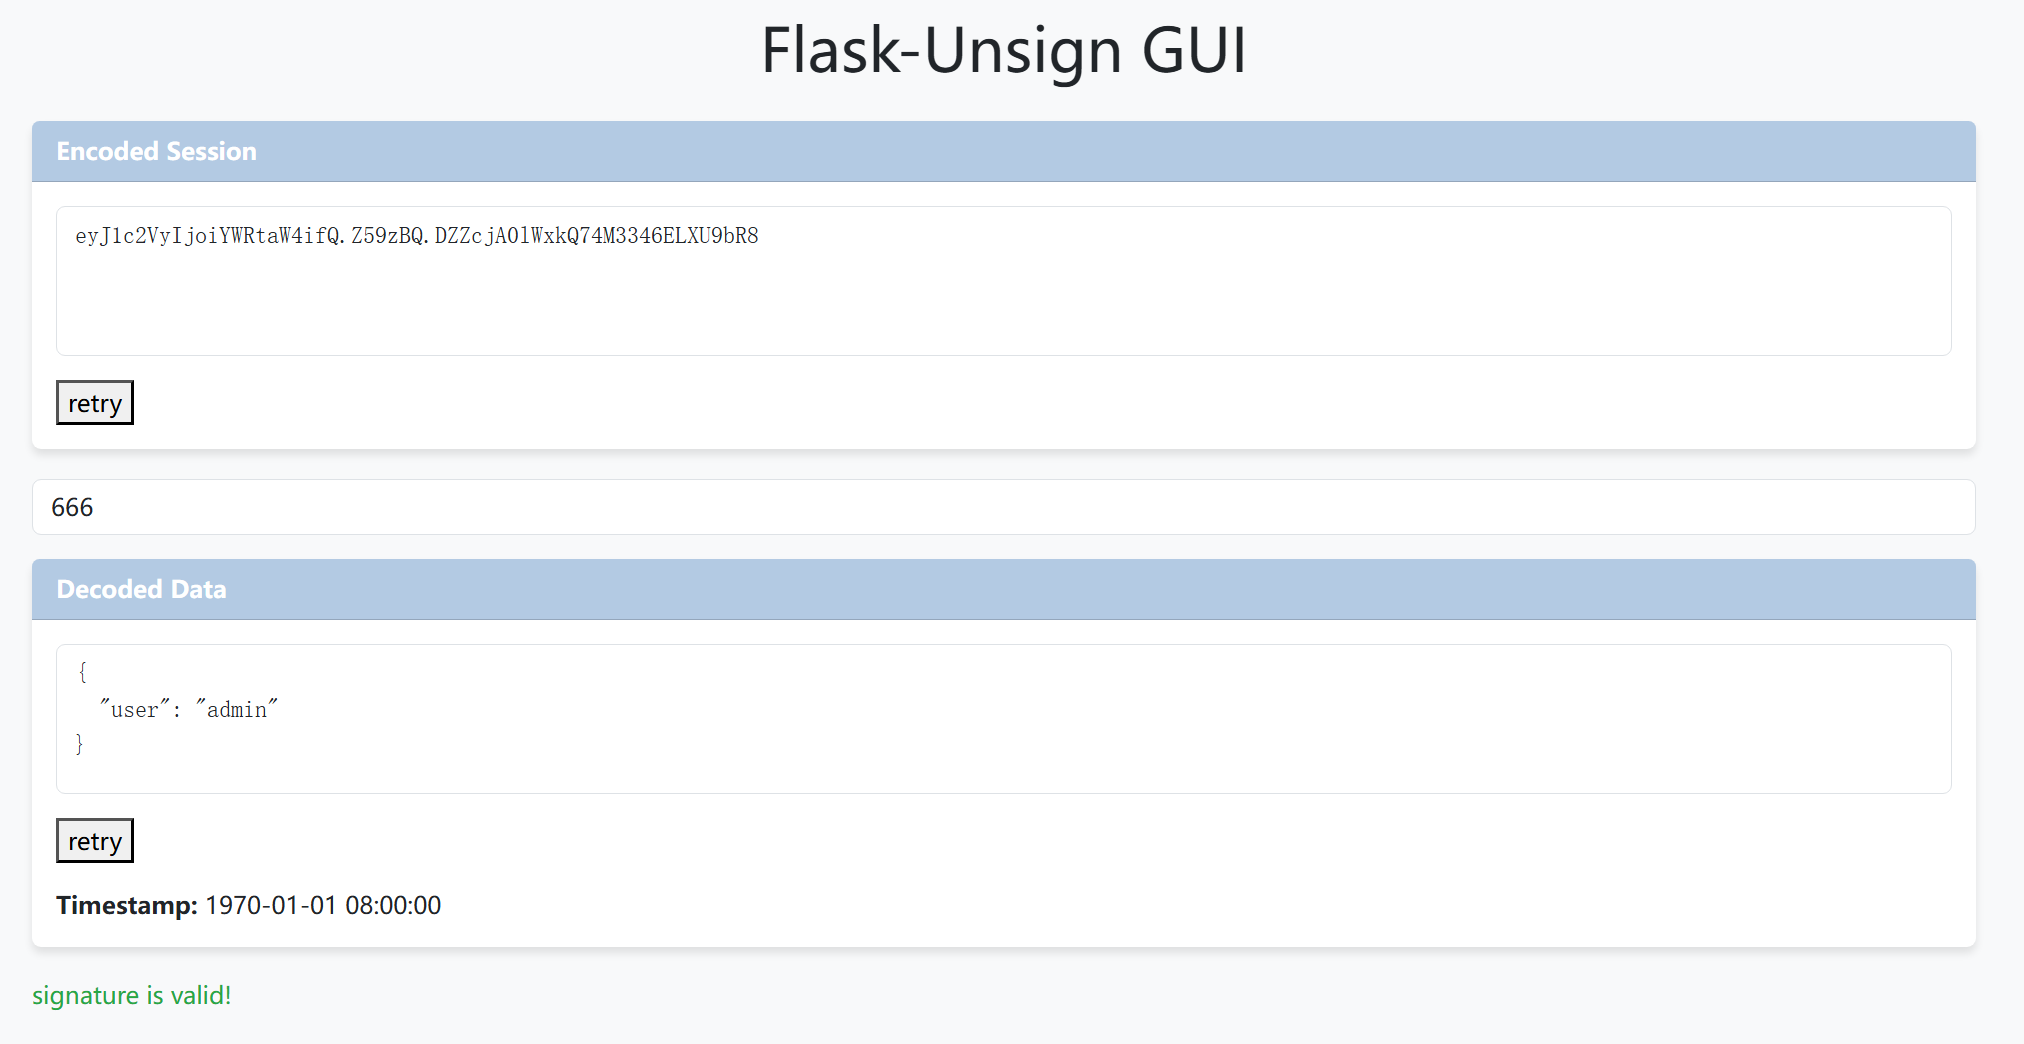 Flask-Unsign GUI
Encoded Session
eyJ1c2VyIjoiYWRtaW4ifQ.Z59zBQ.DZZcjAO1WxkQ74M3346ELXU9bR8
retry
666
Decoded Data
{
"user": "admin"
}
retry
Timestamp: 1970-01-01 08:00:00
signature is valid!